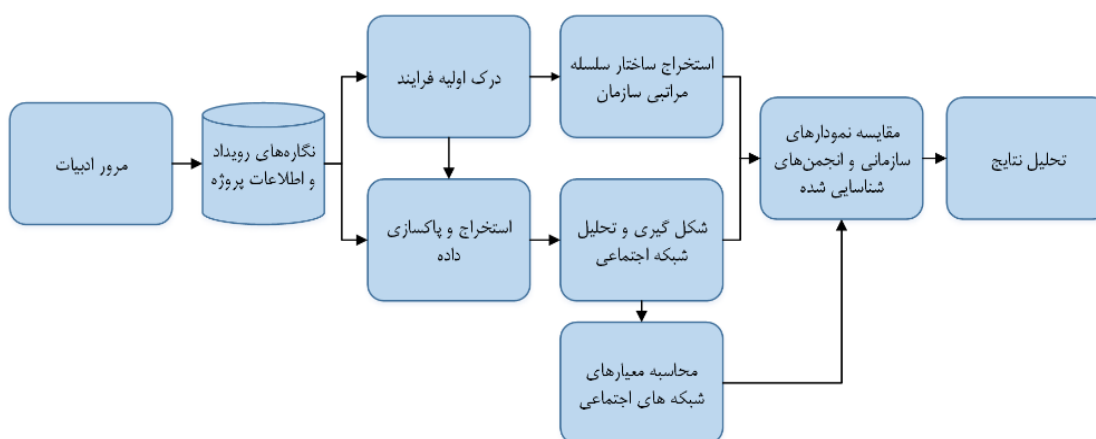 مرور ادبیات
نگاره‌های رویداد
و اطلاعات پروژه
درک اولیه فرایند
استخراج ساختار سلسله
مراتبی سازمان
استخراج و پاکسازی
داده
شکل گیری و تحلیل
شبکه اجتماعی
محاسبه معیارهای
شبکه های اجتماعی
مقایسه نمودارهای
سازمانی و انجمن‌های
شناسایی شده
تحلیل نتایج